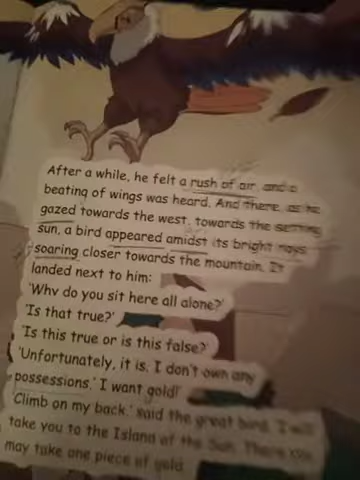 After a while, he felt a rush of air, and a
beating of wings was heard. And there, as he
gazed towards the west, towards the setting
sun, a bird appeared amidst its bright rays
soaring closer towards the mountain. It
landed next to him:
'Why do you sit here all alone?'
'Is that true?'
'Is this true or is this false?'
'Unfortunately, it is. I don't own any
possessions.' I want gold!'
'Climb on my back.' said the great bird. 'I will
take you to the Island of the Sun. There you
may take one piece of gold.